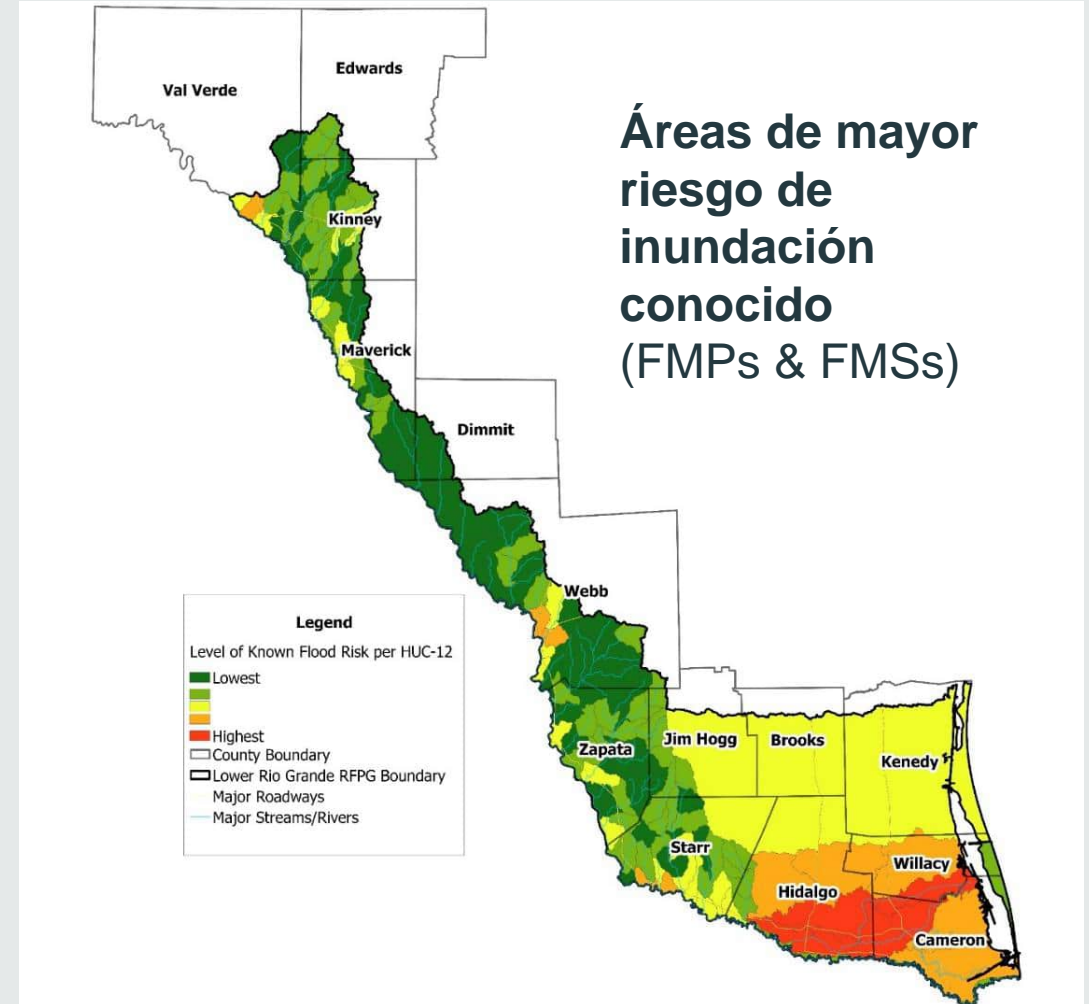 Val Verde
Edwards
Áreas de mayor
riesgo de
inundación
conocido
(FMPs & FMSs)
Kinney
Maverick
Dimmit
Webb
Legend
Level of Known Flood Risk per HUC-12
Lowest
Highest
County Boundary
Lower Rio Grande RFPG Boundary
Major Roadways
Major Streams/Rivers
Zapata
Jim Hogg
Brooks
Kenedy
Starr
Willacy
Hidalgo
Cameron